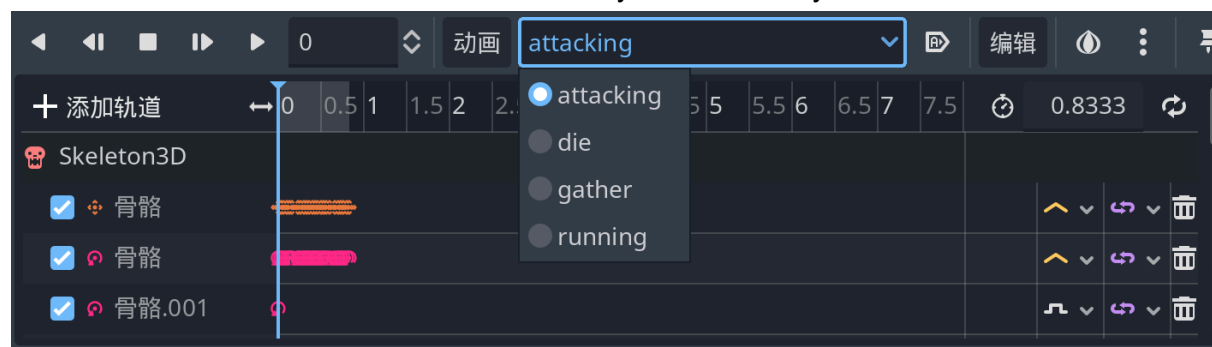 0 动画 attacking 编辑
添加轨道 0 0.5 1 1.5 2 2. 5 5 5.5 6 6.5 7 7.5 0.8333
attacking
die
gather
running
Skeleton3D
骨骼
骨骼
骨骼.001